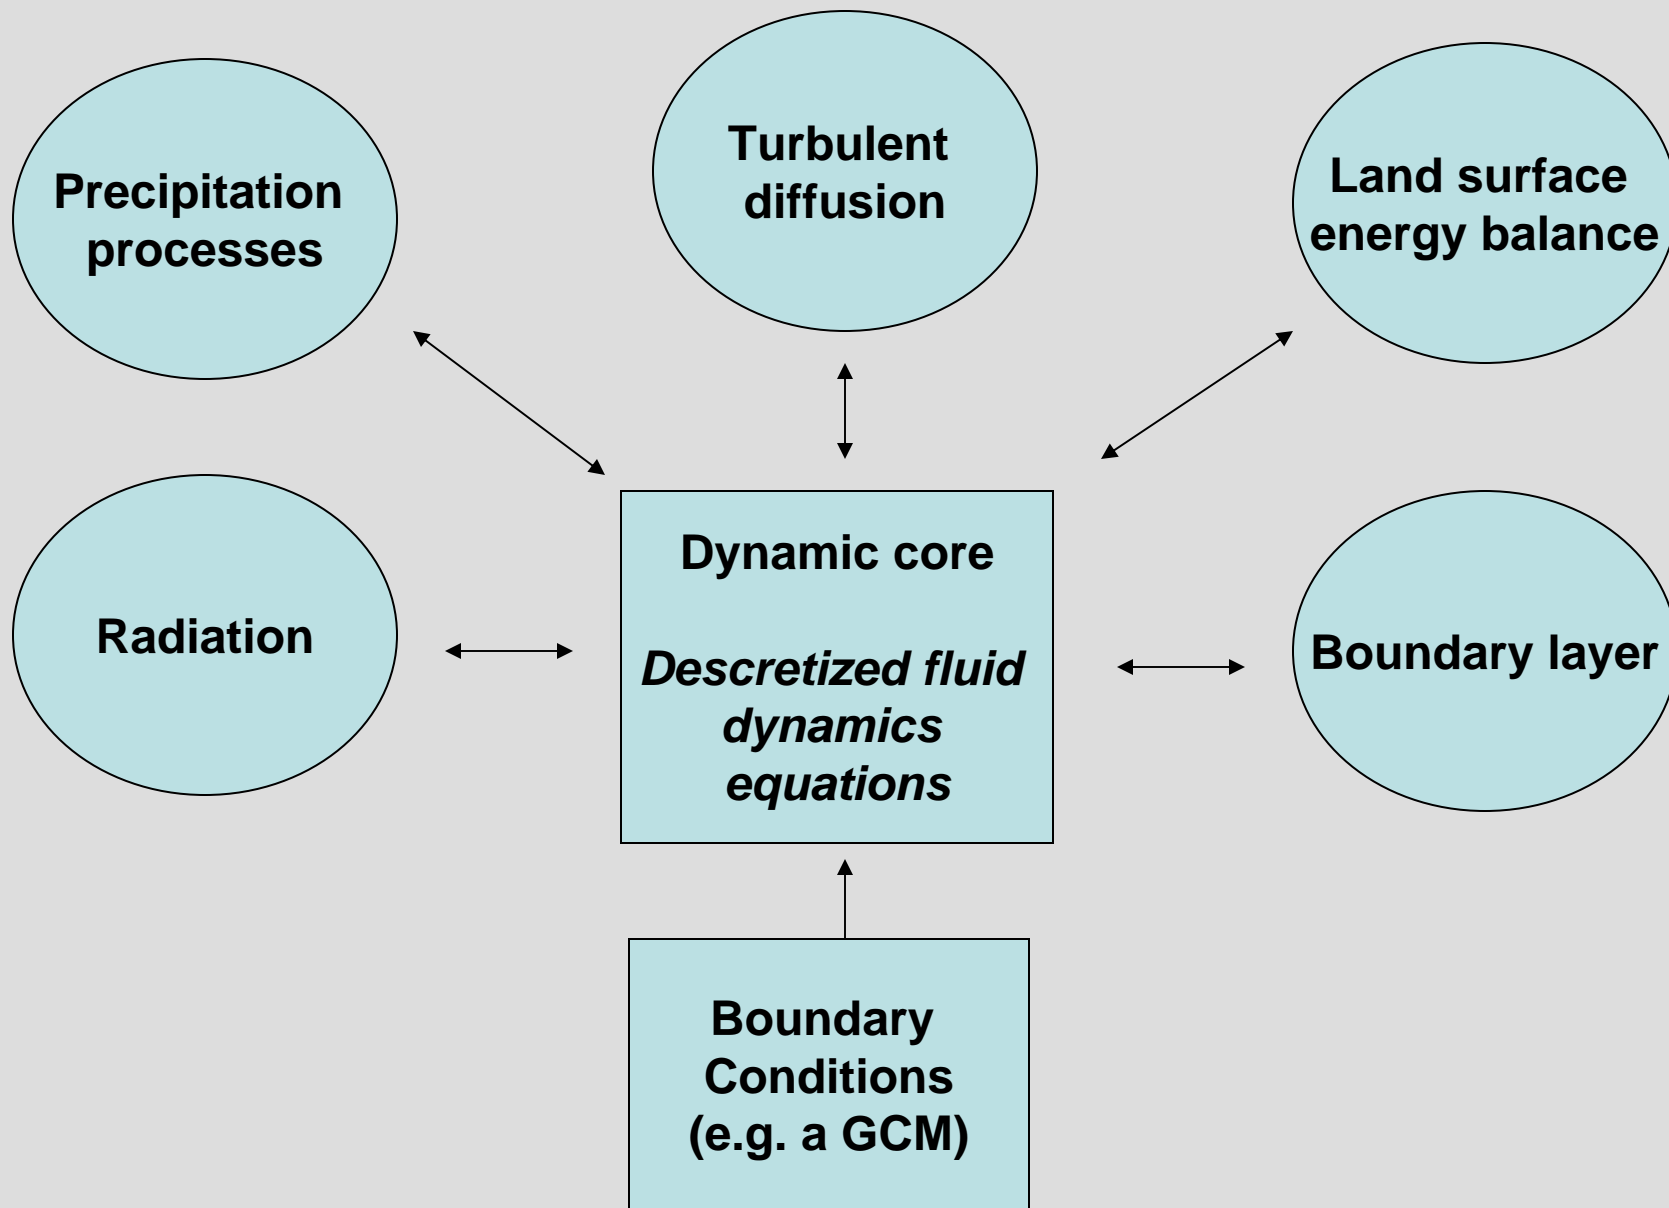 Precipitation
processes
Turbulent
diffusion
Land surface
energy balance
Radiation
Dynamic core
Descretized fluid
dynamics
equations
Boundary layer
Boundary
Conditions
(e.g. a GCM)